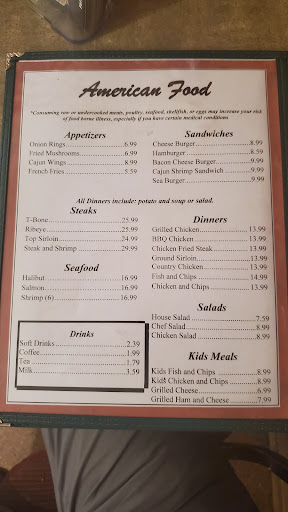 American Food
*Consuming raw or undercooked meats, poultry, seafood, shellfish, or eggs may increase your risk
of food borne illness, especially if you have certain medical conditions
Appetizers
Onion Rings 6.99
Fried Mushrooms 6.99
Cajun Wings 8.99
French Fries 5.59
Sandwiches
Cheese Burger 8.99
Hamburger 8.59
Bacon Cheese Burger 9.99
Cajun Shrimp Sandwich 9.99
Sea Burger 9.99
All Dinners include: potato and soup or salad.
Steaks
T-Bone 25.99
Ribeye 25.99
Top Sirloin 24.99
Steak and Shrimp 29.99
Seafood
Halibut 16.99
Salmon 16.99
Shrimp (6) 16.99
Drinks
Soft Drinks 2.39
Coffee 1.99
Tea 1.79
Milk 3.59
Dinners
Grilled Chicken 13.99
BBQ Chicken 13.99
Chicken Fried Steak 13.99
Ground Sirloin 13.99
Country Chicken 13.99
Fish and Chips 14.99
Chicken and Chips 13.99
Salads
House Salad 7.59
Chef Salad 8.99
Chicken Salad 8.99
Kids Meals
Kids Fish and Chips 8.99
Kids Chicken and Chips 8.99
Grilled Cheese 6.99
Grilled Ham and Cheese 7.99